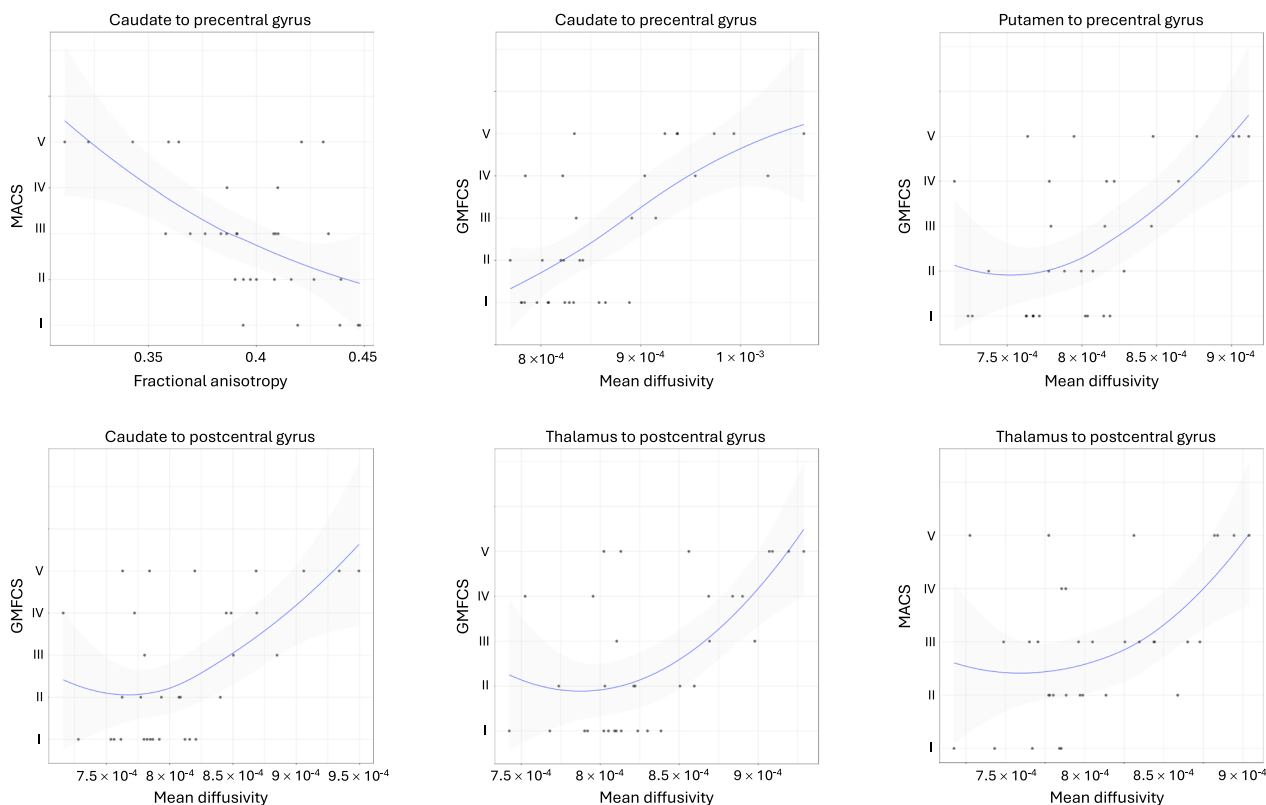 Caudate to precentral gyrus
MACS
V
IV
III
II
I
0.35 0.4 0.45
Fractional anisotropy
Caudate to precentral gyrus
GMFCS
V
IV
III
II
I
8 × 10⁻⁴ 9 × 10⁻⁴ 1 × 10⁻³
Mean diffusivity
Putamen to precentral gyrus
GMFCS
V
IV
III
II
I
7.5 × 10⁻⁴ 8 × 10⁻⁴ 8.5 × 10⁻⁴ 9 × 10⁻⁴
Mean diffusivity
Caudate to postcentral gyrus
GMFCS
V
IV
III
II
I
7.5 × 10⁻⁴ 8 × 10⁻⁴ 8.5 × 10⁻⁴ 9 × 10⁻⁴ 9.5 × 10⁻⁴
Mean diffusivity
Thalamus to postcentral gyrus
GMFCS
V
IV
III
II
I
7.5 × 10⁻⁴ 8 × 10⁻⁴ 8.5 × 10⁻⁴ 9 × 10⁻⁴
Mean diffusivity
Thalamus to postcentral gyrus
MACS
V
IV
III
II
I
7.5 × 10⁻⁴ 8 × 10⁻⁴ 8.5 × 10⁻⁴ 9 × 10⁻⁴
Mean diffusivity